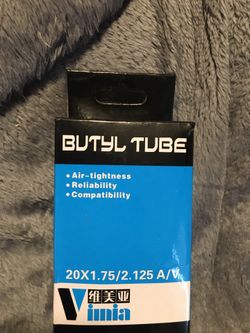 BUTYL TUBE
• Air-tightness
• Reliability
• Compatibility
20X1.75/2.125 A/V
维美亚
Vimia